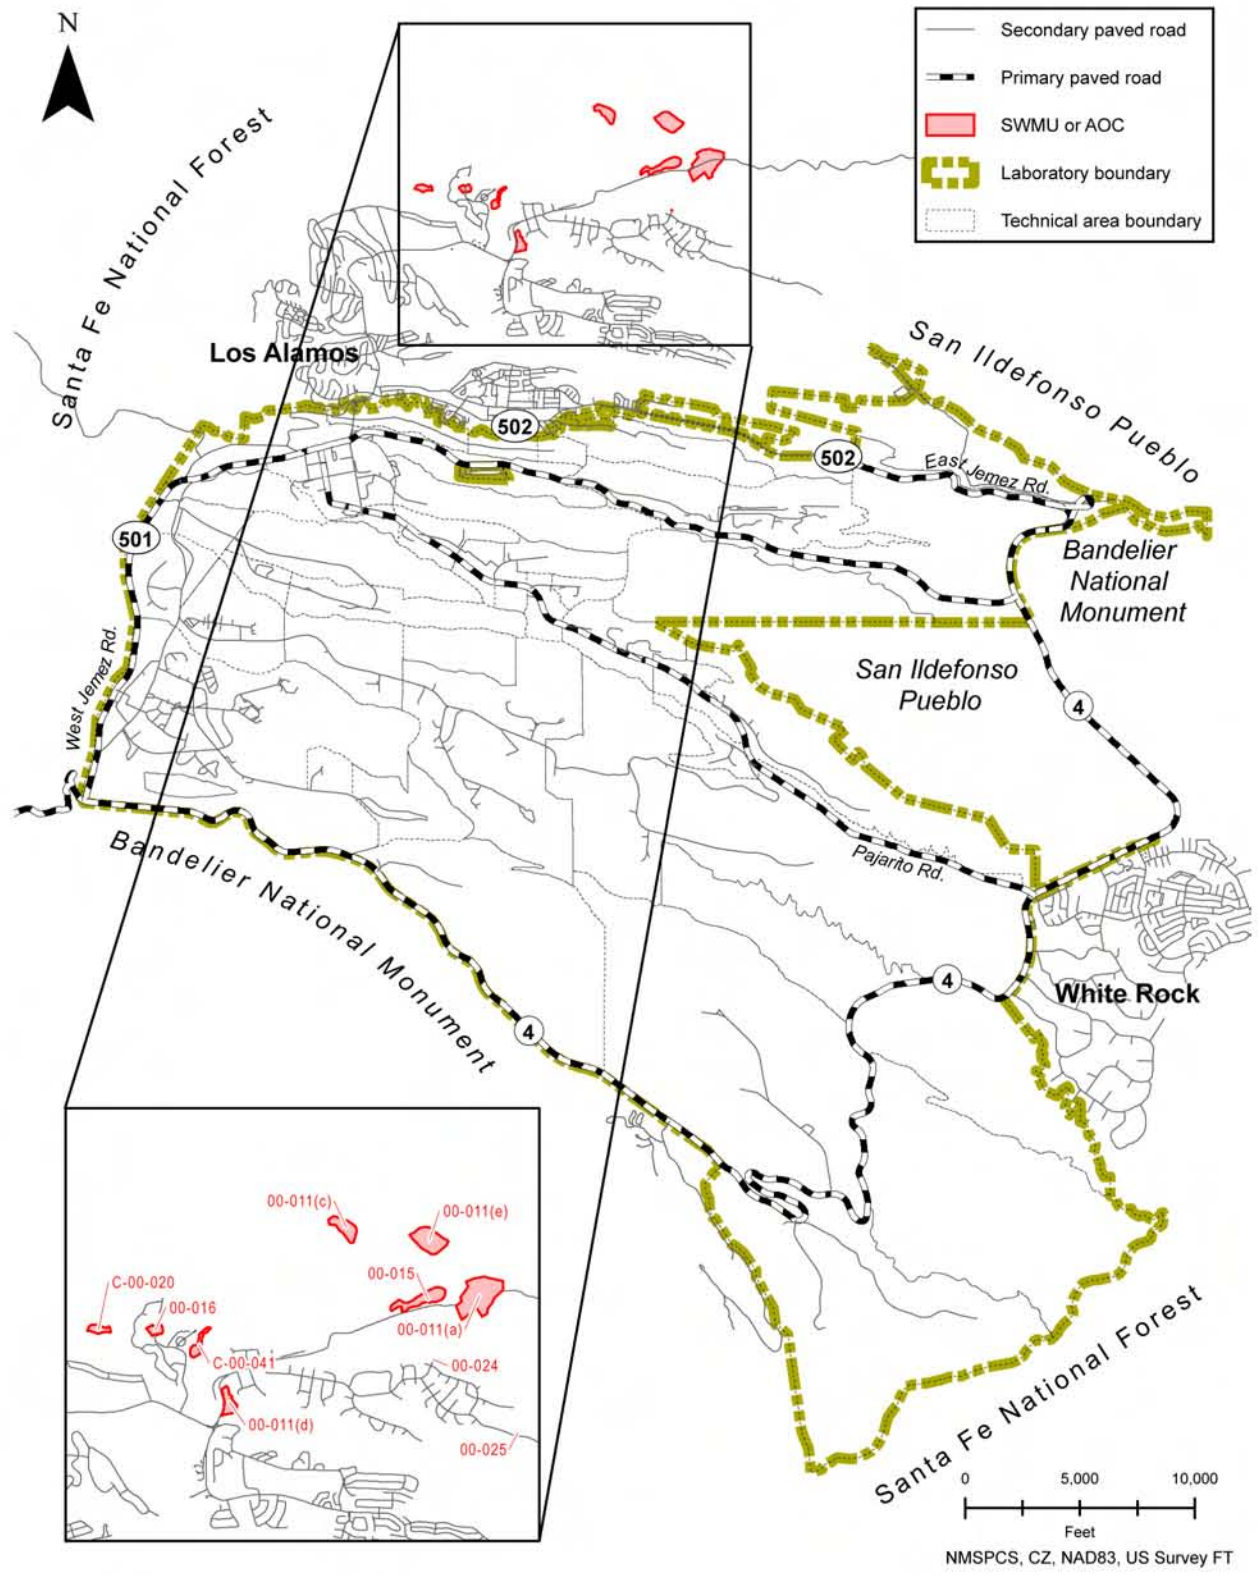 N
Secondary paved road
Primary paved road
SWMU or AOC
Laboratory boundary
Technical area boundary
Santa Fe National Forest
Los Alamos
San Ildefonso Pueblo
502
502
East Jemez Rd.
501
Bandelier
National
Monument
San Ildefonso
Pueblo
West Jemez Rd.
4
Pajarito Rd.
Bandelier National Monument
4
White Rock
4
00-011(c)
00-011(e)
00-015
C-00-020
00-016
00-011(a)
C-00-041
00-024
00-011(d)
00-025
Santa Fe National Forest
0 5,000 10,000
Feet
NMSPCS, CZ, NAD83, US Survey FT